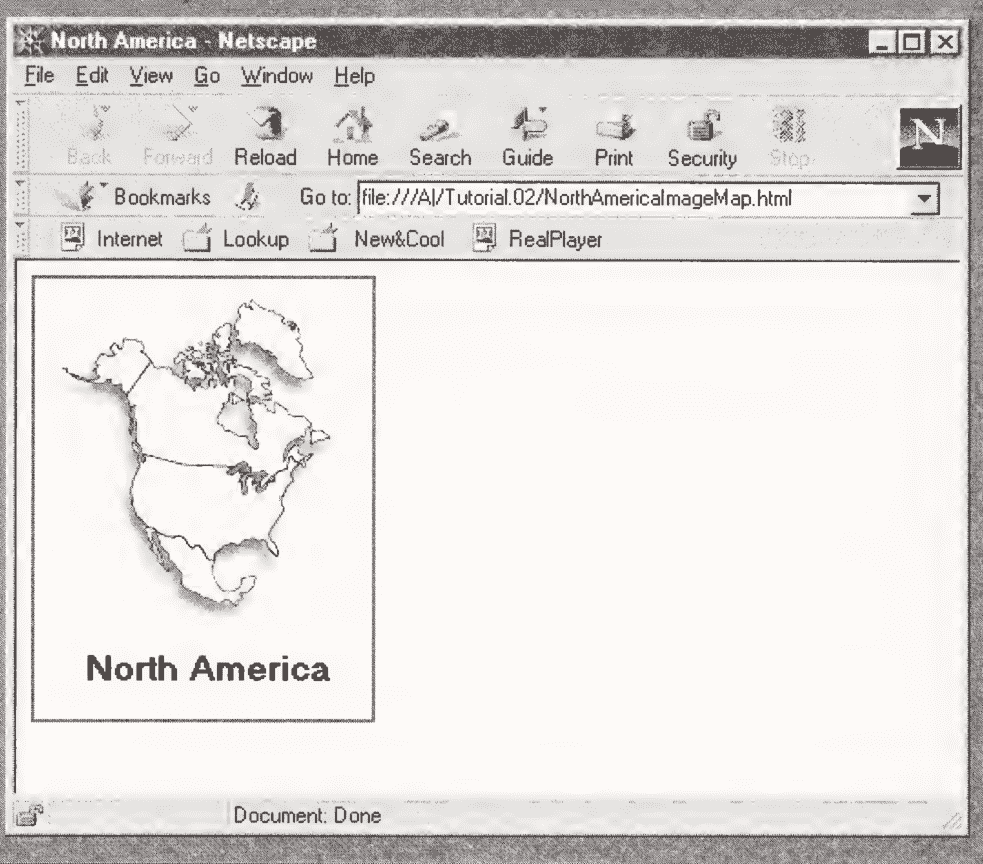 North America - Netscape
File Edit View Go Window Help
N
Back Forward Reload Home Search Guide Print Security Stop
Bookmarks Go to: file:///A|/Tutorial.02/NorthAmericaImageMap.html
Internet Lookup New&Cool RealPlayer
North America
Document: Done